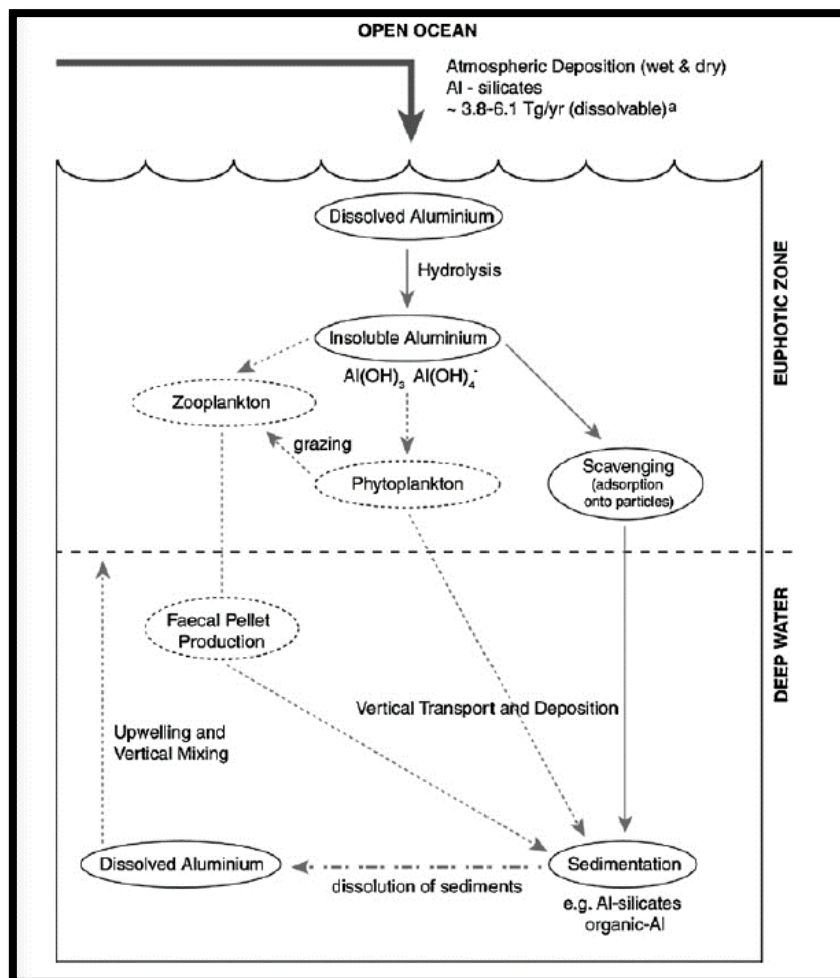 OPEN OCEAN
Atmospheric Deposition (wet & dry)
Al - silicates
~ 3.8-6.1 Tg/yr (dissolvable)ᵃ
Dissolved Aluminium
Hydrolysis
Insoluble Aluminium
Al(OH)₃ Al(OH)₄⁻
Zooplankton
grazing
Phytoplankton
Scavenging
(adsorption
onto particles)
EUPHOTIC ZONE
Faecal Pellet
Production
DEEP WATER
Vertical Transport and Deposition
Upwelling and
Vertical Mixing
Dissolved Aluminium
dissolution of sediments
Sedimentation
e.g. Al-silicates
organic-Al